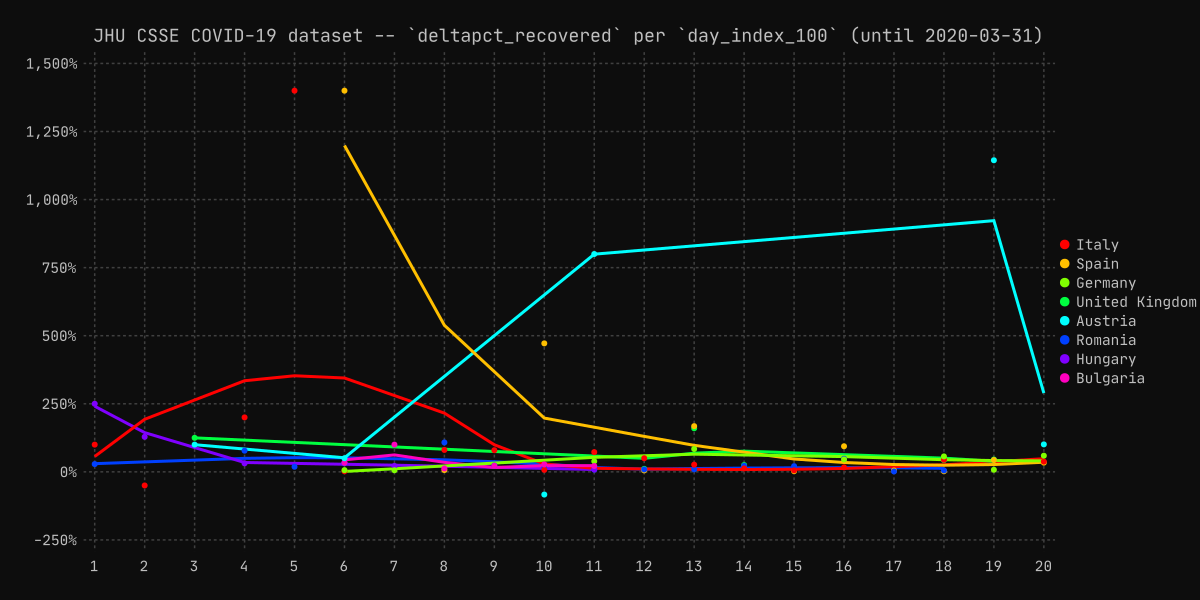 JHU CSSE COVID-19 dataset -- `deltapct_recovered` per `day_index_100` (until 2020-03-31)
1,500%
1,250%
1,000%
750%
500%
250%
0%
-250%
1 2 3 4 5 6 7 8 9 10 11 12 13 14 15 16 17 18 19 20
Italy
Spain
Germany
United Kingdom
Austria
Romania
Hungary
Bulgaria